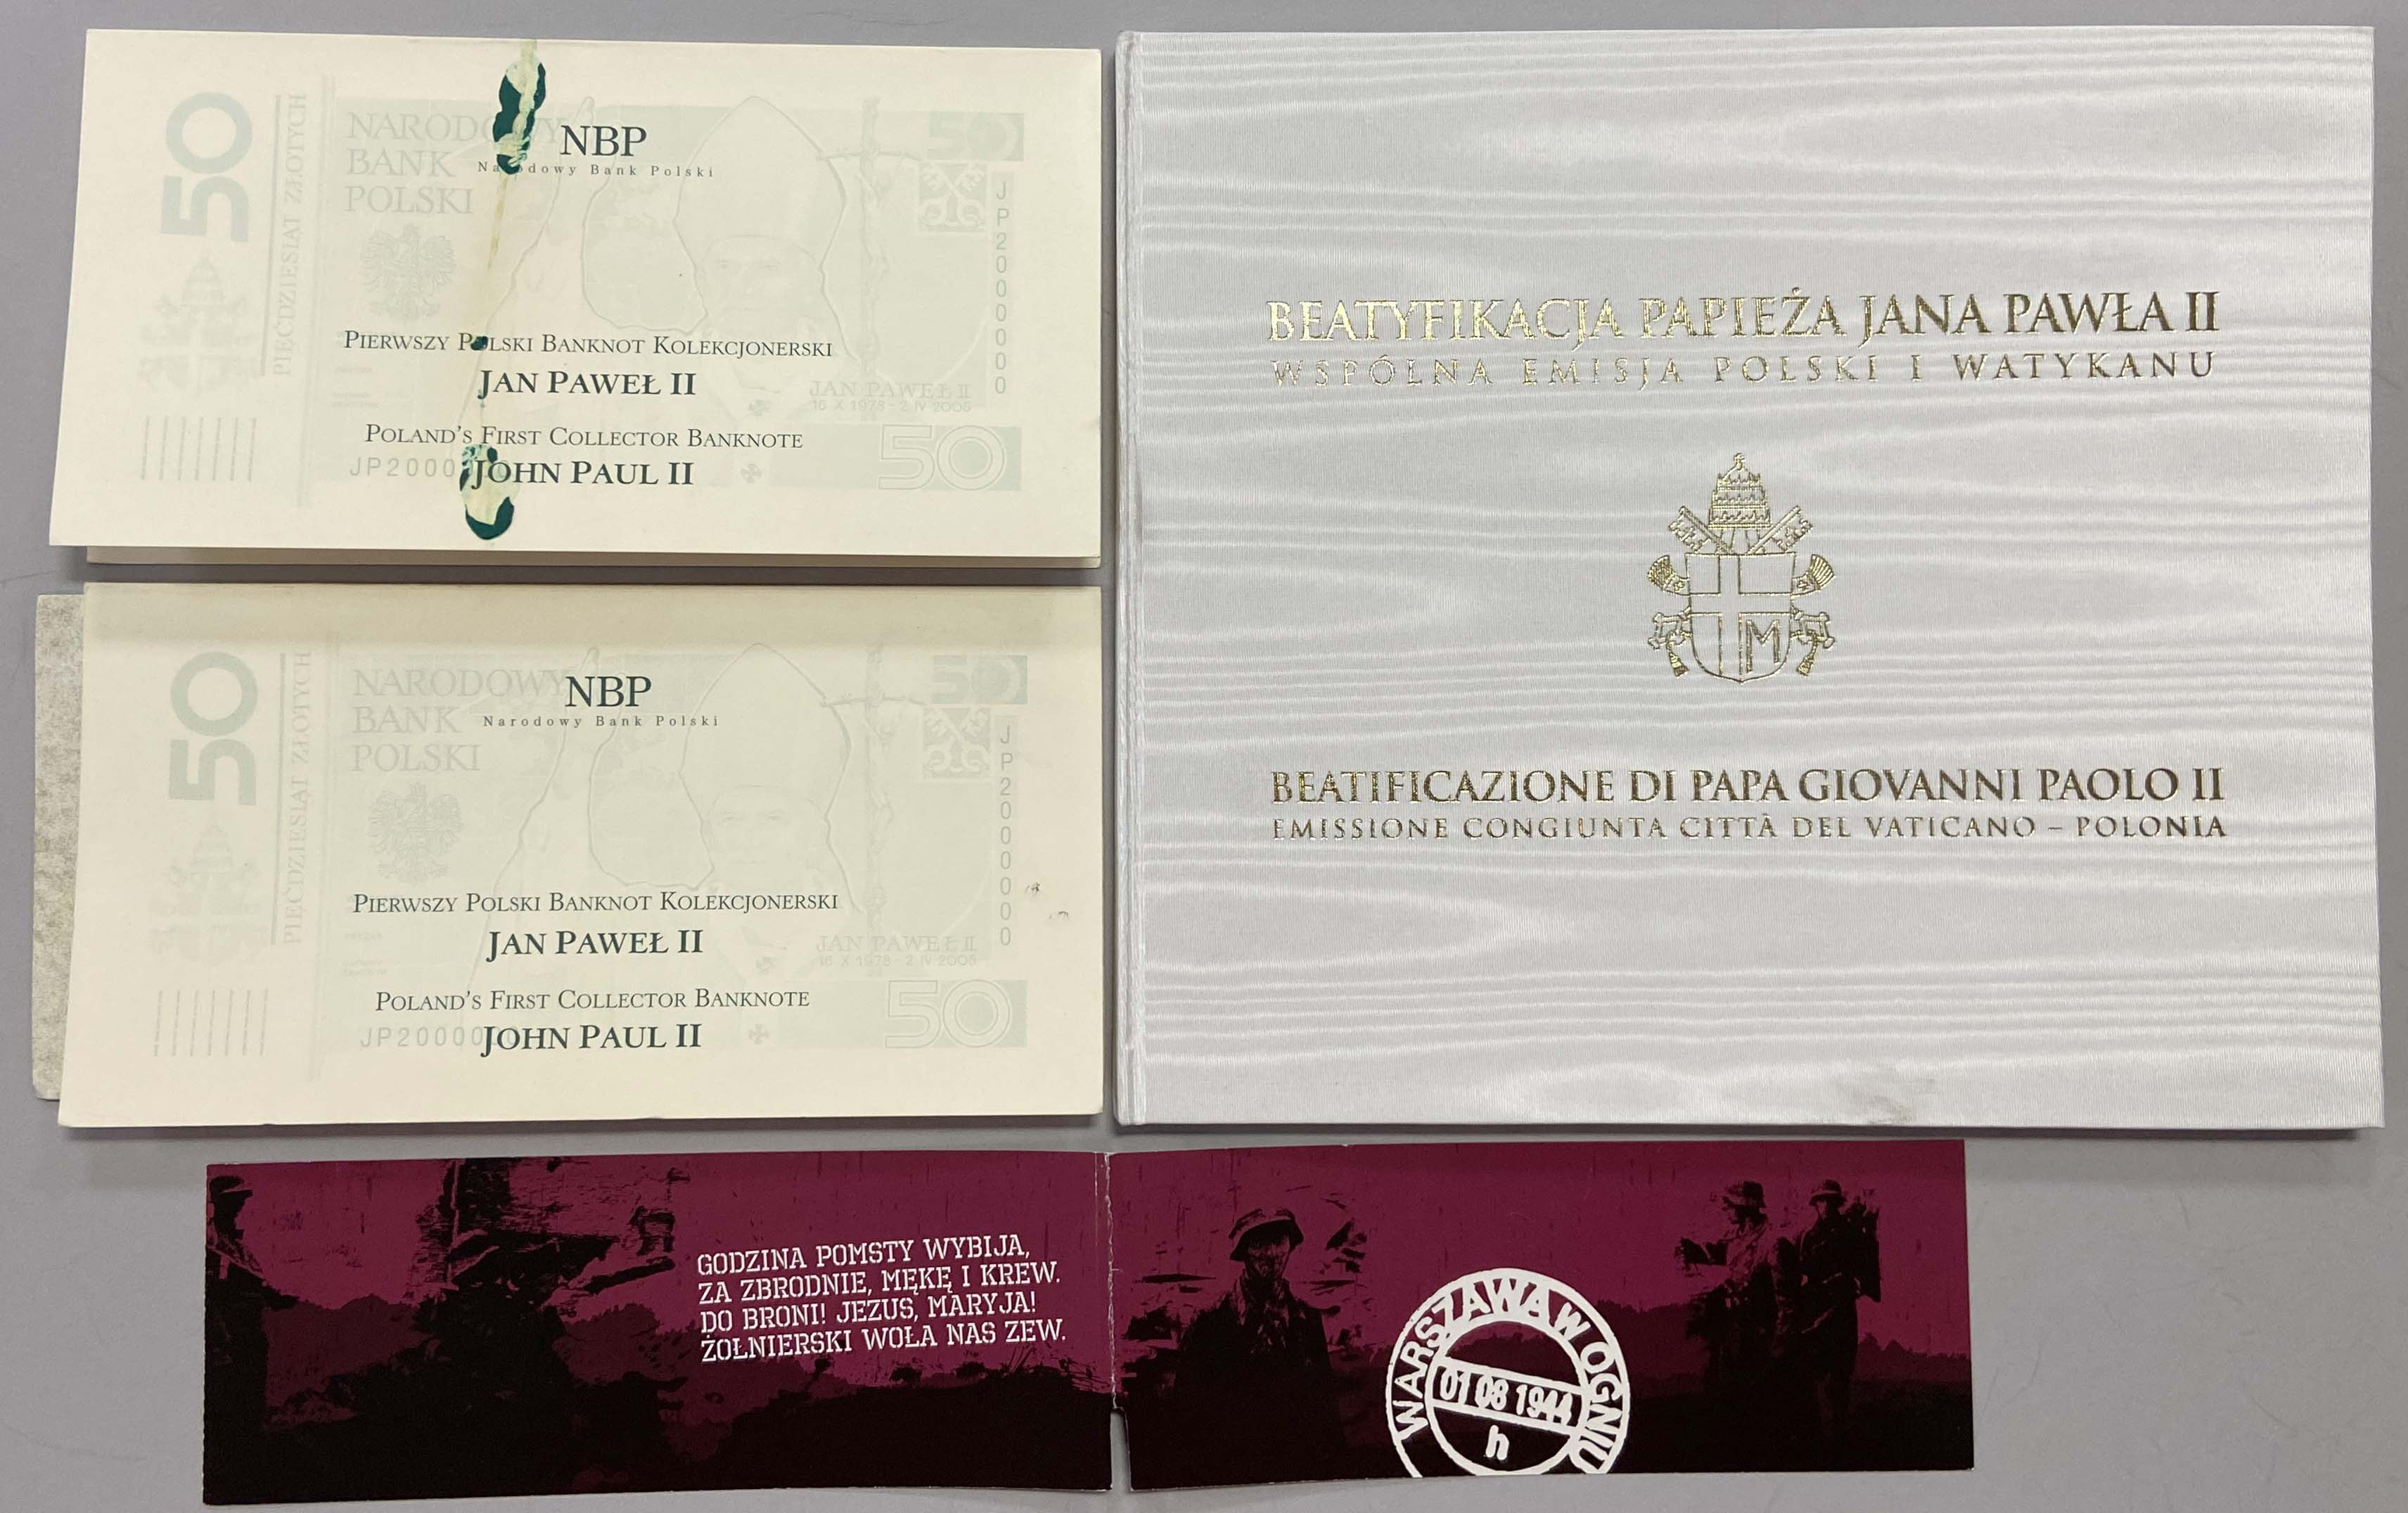 50
PIĘĆDZIESIĄT ZŁOTYCH
NARODOWY
BANK
POLSKI
NBP
Narodowy Bank Polski
50
JP2000000
PIERWSZY POLSKI BANKNOT KOLEKCJONERSKI
JAN PAWEŁ II
JAN PAWEŁ II
16 X 1978 - 2 IV 2005
POLAND'S FIRST COLLECTOR BANKNOTE
JP2000
JOHN PAUL II
50
50
PIĘĆDZIESIĄT ZŁOTYCH
NARODOWY
BANK
POLSKI
NBP
Narodowy Bank Polski
50
JP2000000
PIERWSZY POLSKI BANKNOT KOLEKCJONERSKI
JAN PAWEŁ II
JAN PAWEŁ II
16 X 1978 - 2 IV 2005
POLAND'S FIRST COLLECTOR BANKNOTE
JP20000
JOHN PAUL II
50
BEATYFIKACJA PAPIEŻA JANA PAWŁA II
WSPÓLNA EMISJA POLSKI I WATYKANU
M
BEATIFICAZIONE DI PAPA GIOVANNI PAOLO II
EMISSIONE CONGIUNTA CITTÀ DEL VATICANO – POLONIA
GODZINA POMSTY WYBIJA,
ZA ZBRODNIE, MĘKĘ I KREW.
DO BRONI! JEZUS, MARYJA!
ŻOŁNIERSKI WOŁA NAS ZEW.
WARSZAWA W OGNIU
01 08 1944
h